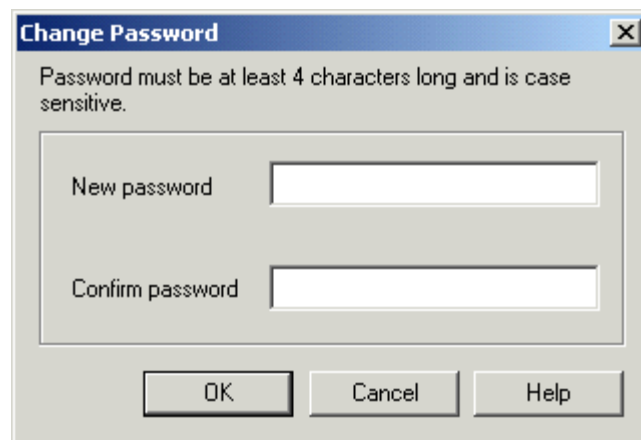 Change Password
Password must be at least 4 characters long and is case
sensitive.
New password
Confirm password
OK
Cancel
Help